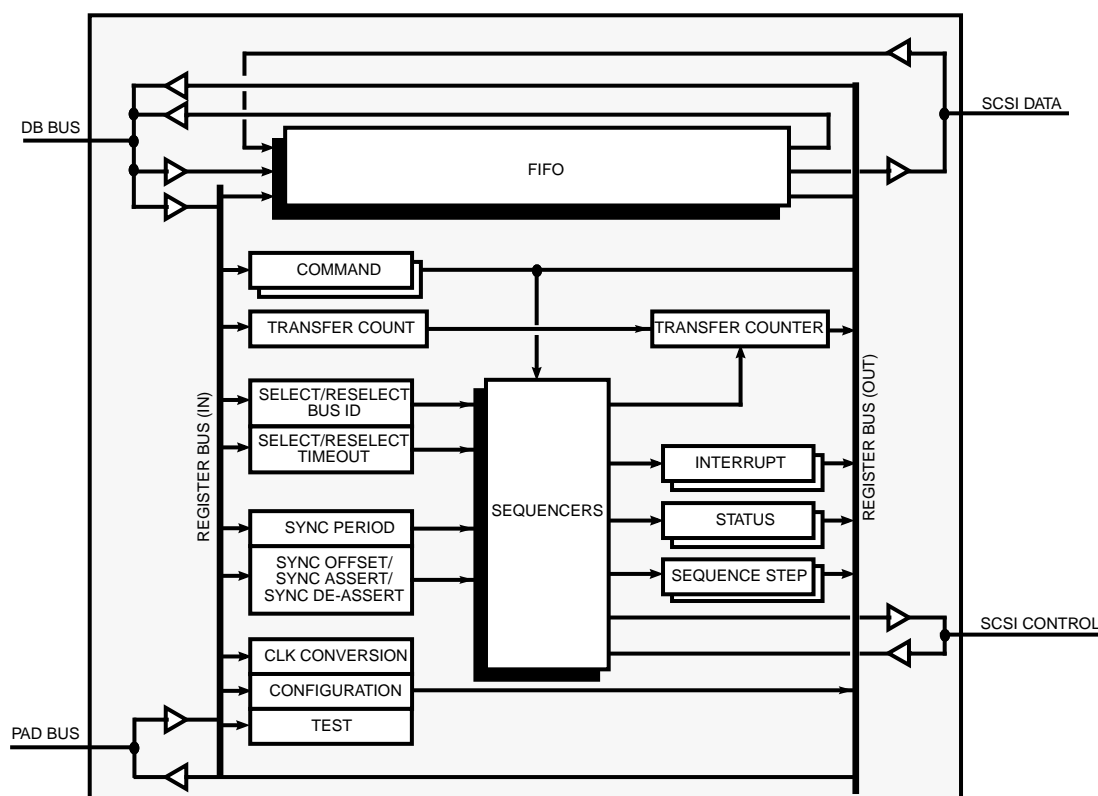 SCSI DATA
DB BUS
FIFO
COMMAND
TRANSFER COUNT
TRANSFER COUNTER
REGISTER BUS (IN)
SELECT/RESELECT
BUS ID
SELECT/RESELECT
TIMEOUT
REGISTER BUS (OUT)
INTERRUPT
SEQUENCERS
STATUS
SYNC PERIOD
SYNC OFFSET/
SYNC ASSERT/
SYNC DE-ASSERT
SEQUENCE STEP
SCSI CONTROL
CLK CONVERSION
CONFIGURATION
TEST
PAD BUS